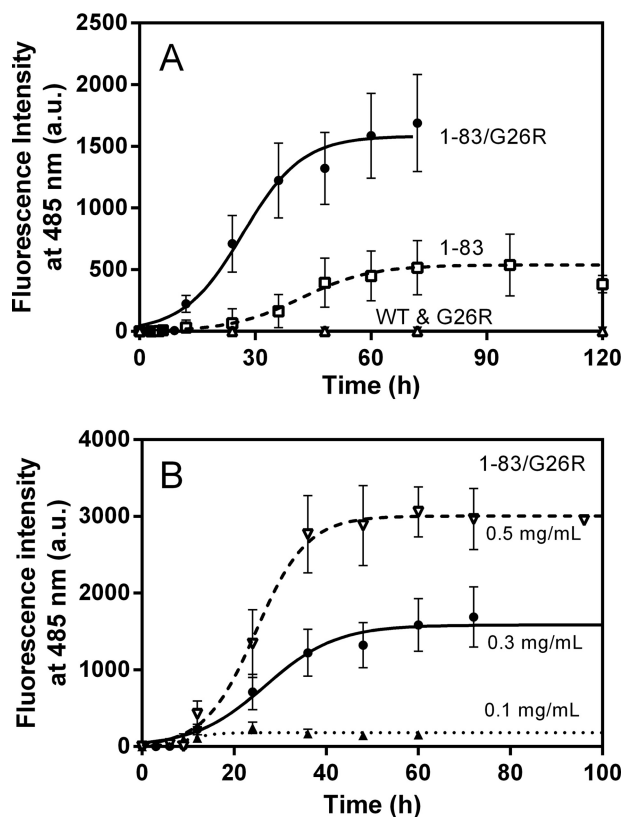 A
2500
2000
1500
1000
500
0
Fluorescence Intensity
at 485 nm (a.u.)
1-83/G26R
1-83
WT & G26R
0 30 60 90 120
Time (h)
B
4000
3000
2000
1000
0
Fluorescence intensity
at 485 nm (a.u.)
1-83/G26R
0.5 mg/mL
0.3 mg/mL
0.1 mg/mL
0 20 40 60 80 100
Time (h)